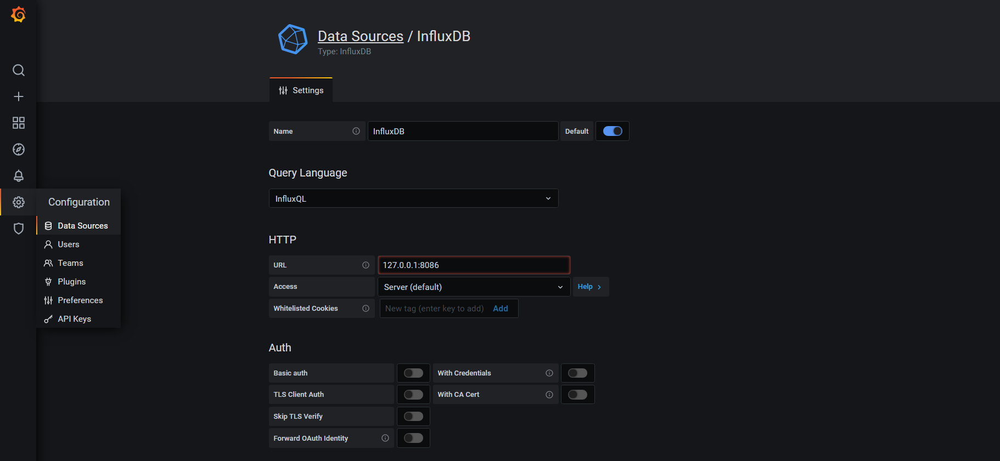 Data Sources / InfluxDB
Type: InfluxDB
Settings
Name InfluxDB Default
Query Language
InfluxQL
Configuration
Data Sources
Users
Teams
Plugins
Preferences
API Keys
HTTP
URL 127.0.0.1:8086
Access Server (default) Help
Whitelisted Cookies New tag (enter key to add) Add
Auth
Basic auth With Credentials
TLS Client Auth With CA Cert
Skip TLS Verify
Forward OAuth Identity